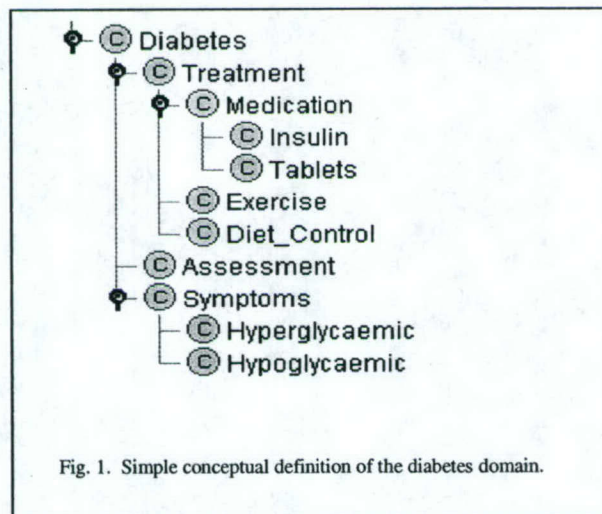 C Diabetes
C Treatment
C Medication
C Insulin
C Tablets
C Exercise
C Diet_Control
C Assessment
C Symptoms
C Hyperglycaemic
C Hypoglycaemic
Fig. 1. Simple conceptual definition of the diabetes domain.